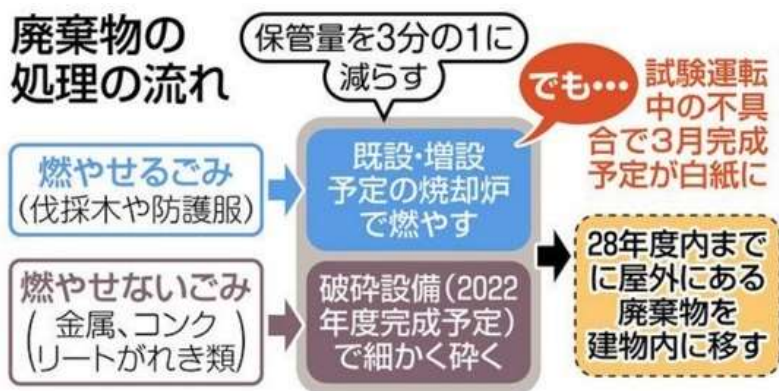 廃棄物の
処理の流れ
保管量を3分の1に
減らす
でも…
試験運転
中の不具
合で3月完成
予定が白紙に
燃やせるごみ
(伐採木や防護服)
既設・増設
予定の焼却炉
で燃やす
燃やせないごみ
(金属、コンク
リートがれき類)
破砕設備(2022
年度完成予定)
で細かく砕く
28年度内まで
に屋外にある
廃棄物を
建物内に移す